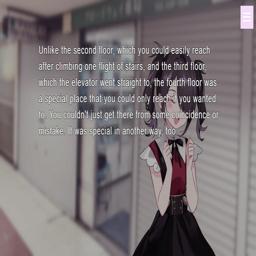 Unlike the second floor, which you could easily reach
after climbing one flight of stairs, and the third floor,
which the elevator went straight to, the fourth floor was
a special place that you could only reach if you wanted
to. You couldn't just get there from some coincidence or
mistake. It was special in another way, too.